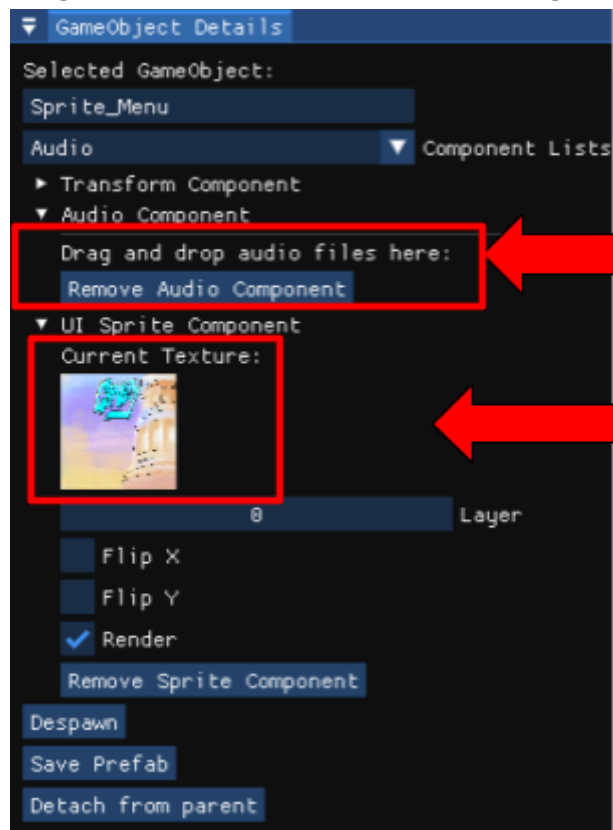 GameObject Details
Selected GameObject:
Sprite_Menu
Audio Component Lists
Transform Component
Audio Component
Drag and drop audio files here:
Remove Audio Component
UI Sprite Component
Current Texture:
0 Layer
Flip X
Flip Y
Render
Remove Sprite Component
Despawn
Save Prefab
Detach from parent